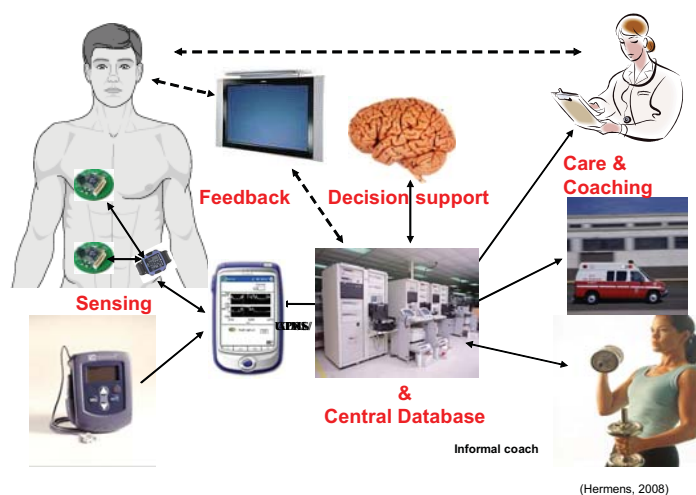 Feedback
Decision support
Care &
Coaching
Sensing
&
Central Database
Informal coach
(Hermens, 2008)